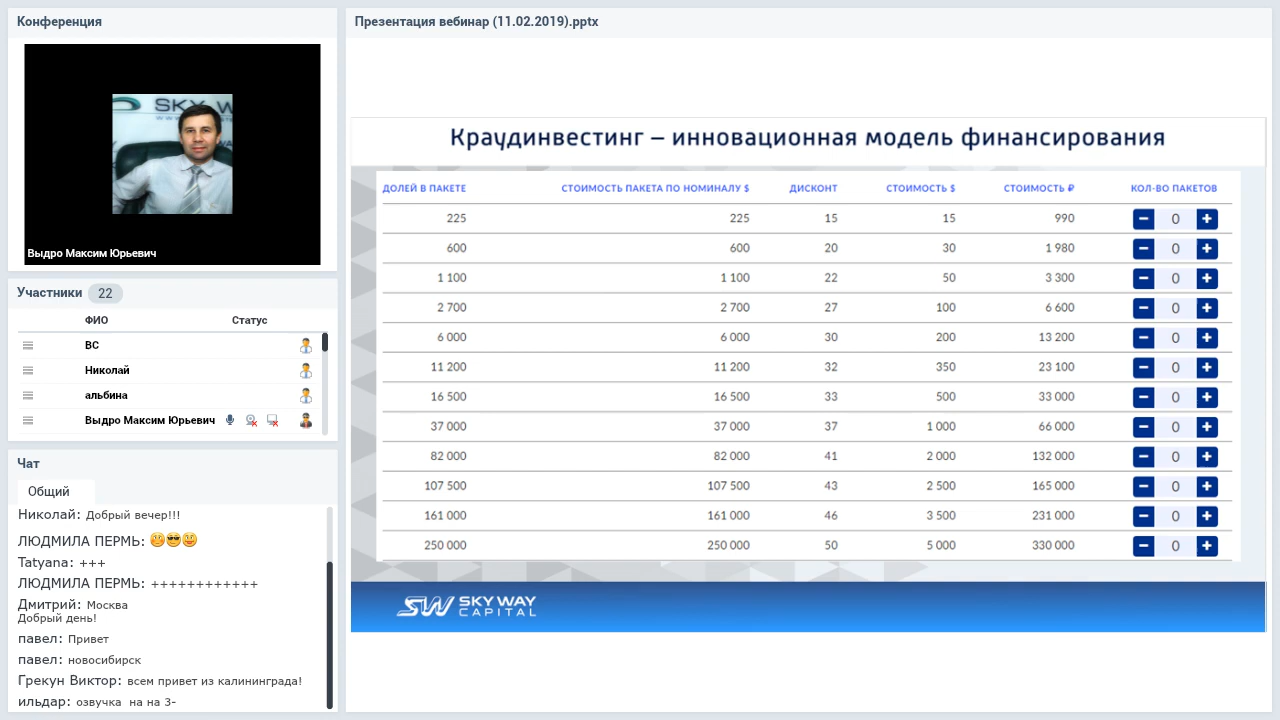 Конференция
Выдро Максим Юрьевич
Участники 22
ФИО Статус
ВС
Николай
альбина
Выдро Максим Юрьевич
Чат
Общий
Николай: Добрый вечер!!!
ЛЮДМИЛА ПЕРМЬ:
Tatyana: +++
ЛЮДМИЛА ПЕРМЬ: ++++++++++++
Дмитрий: Москва
Добрый день!
павел: Привет
павел: новосибирск
Грекун Виктор: всем привет из калининграда!
ильдар: озвучка на на 3-
Презентация вебинар (11.02.2019).pptx
Краудинвестинг – инновационная модель финансирования
ДОЛЕЙ В ПАКЕТЕ СТОИМОСТЬ ПАКЕТА ПО НОМИНАЛУ $ ДИСКОНТ СТОИМОСТЬ $ СТОИМОСТЬ ₽ КОЛ-ВО ПАКЕТОВ
225 225 15 15 990 − 0 +
600 600 20 30 1 980 − 0 +
1 100 1 100 22 50 3 300 − 0 +
2 700 2 700 27 100 6 600 − 0 +
6 000 6 000 30 200 13 200 − 0 +
11 200 11 200 32 350 23 100 − 0 +
16 500 16 500 33 500 33 000 − 0 +
37 000 37 000 37 1 000 66 000 − 0 +
82 000 82 000 41 2 000 132 000 − 0 +
107 500 107 500 43 2 500 165 000 − 0 +
161 000 161 000 46 3 500 231 000 − 0 +
250 000 250 000 50 5 000 330 000 − 0 +
SW SKY WAY
CAPITAL